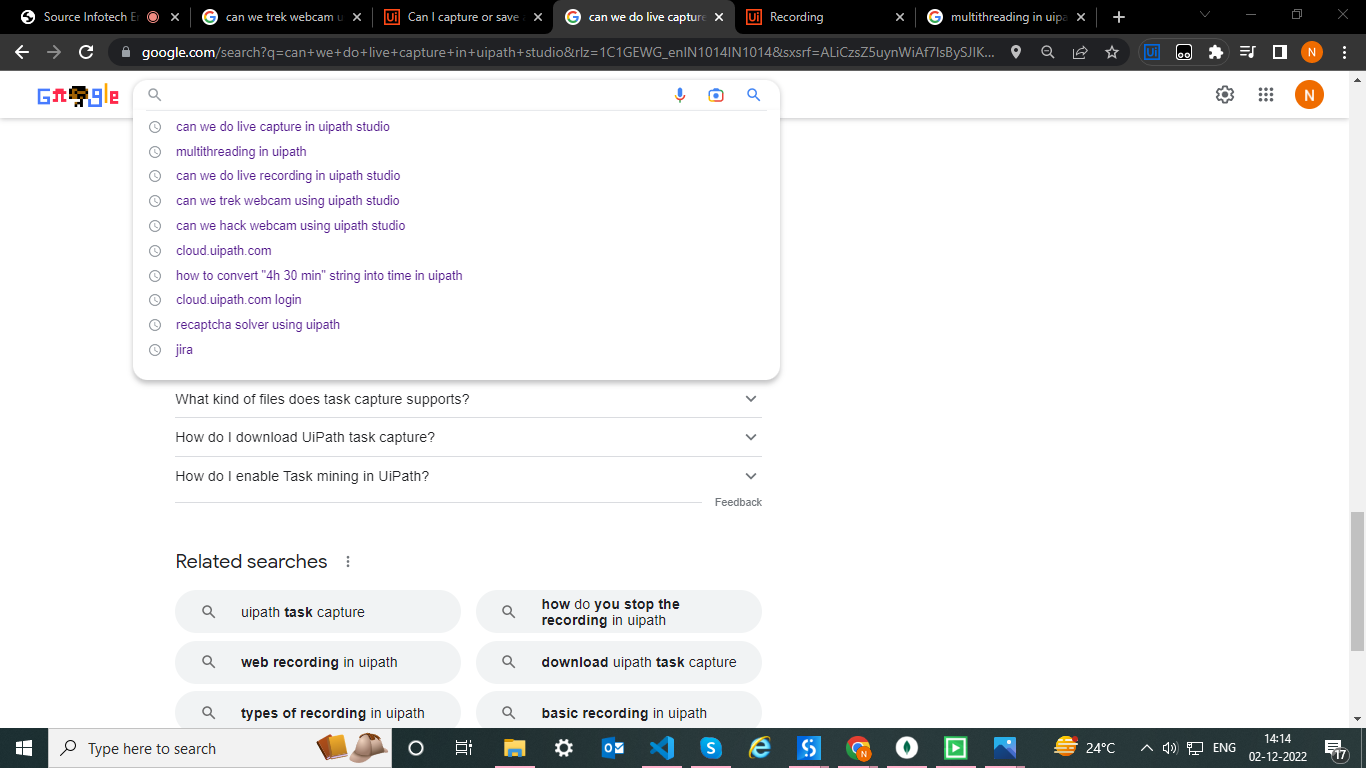 Source Infotech E
can we trek webcam u
Can I capture or save
can we do live capture
Recording
multithreading in uipa
google.com/search?q=can+we+do+live+capture+in+uipath+studio&rlz=1C1GEWG_enIN1014IN1014&sxsrf=ALiCzsZ5uynWiAf7lsBySJIK...
N
Google
N
can we do live capture in uipath studio
multithreading in uipath
can we do live recording in uipath studio
can we trek webcam using uipath studio
can we hack webcam using uipath studio
cloud.uipath.com
how to convert "4h 30 min" string into time in uipath
cloud.uipath.com login
recaptcha solver using uipath
jira
What kind of files does task capture supports?
How do I download UiPath task capture?
How do I enable Task mining in UiPath?
Feedback
Related searches
uipath task capture
how do you stop the
recording in uipath
web recording in uipath
download uipath task capture
types of recording in uipath
basic recording in uipath
Type here to search
24°C
ENG
14:14
02-12-2022
17